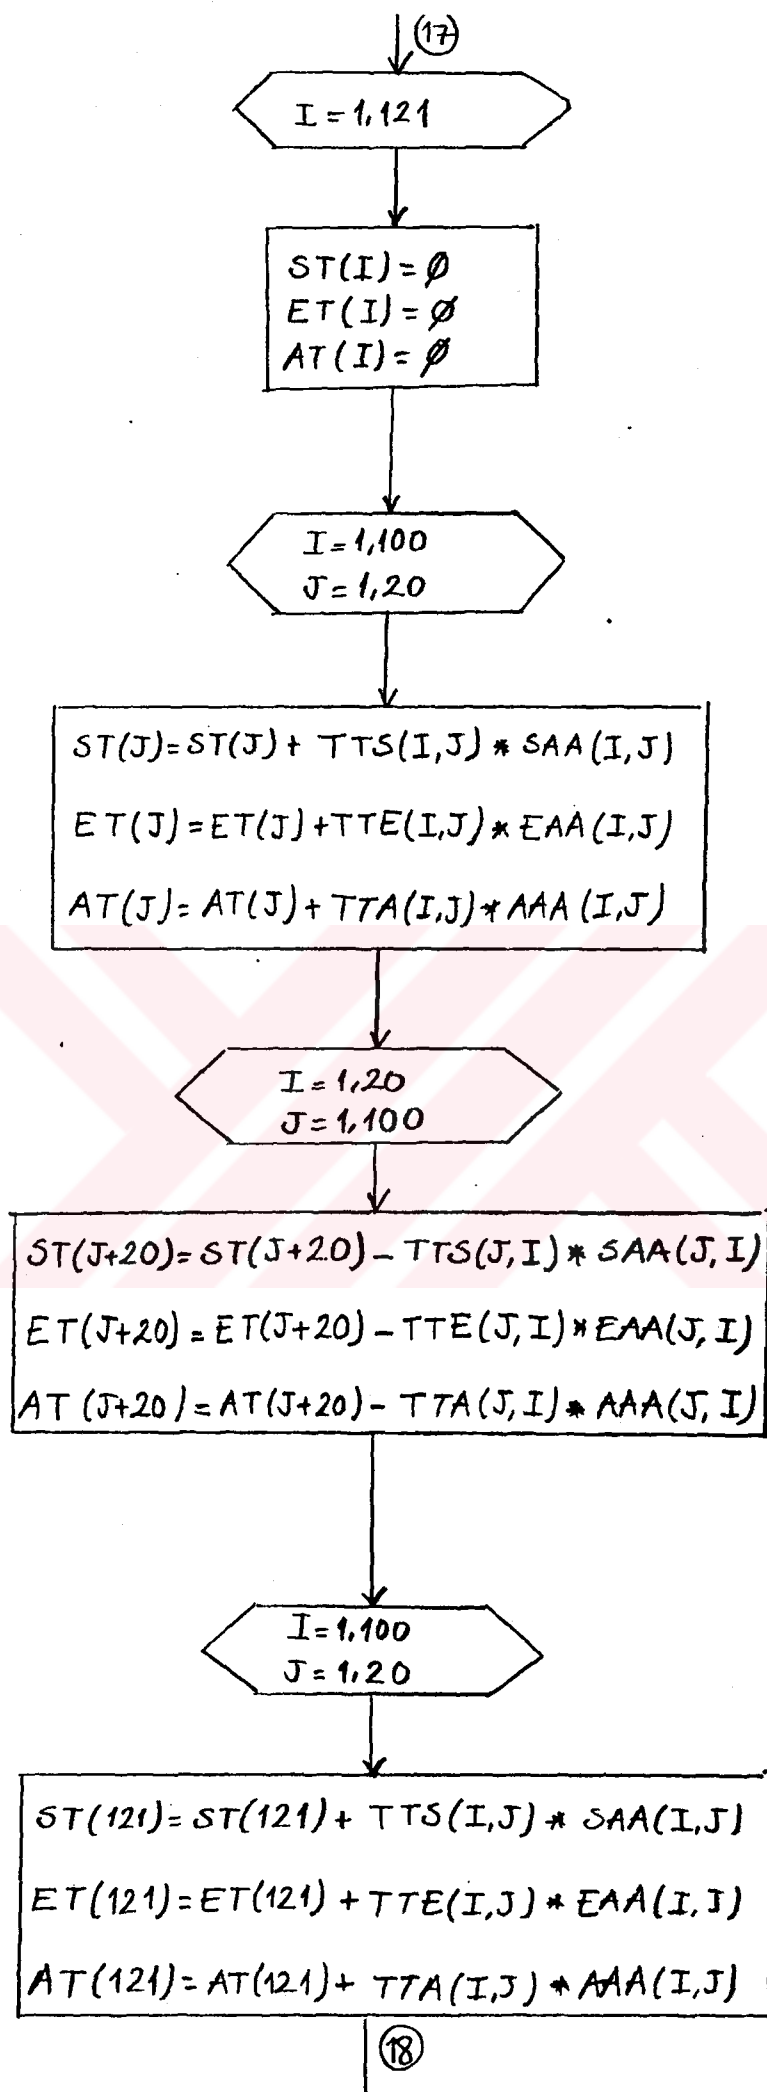 17
I=1,121
ST(I)=Ø
ET(I)=Ø
AT(I)=Ø
I=1,100
J=1,20
ST(J)=ST(J)+ TTS(I,J)*SAA(I,J)
ET(J)=ET(J)+TTE(I,J)*EAA(I,J)
AT(J)=AT(J)+TTA(I,J)*AAA(I,J)
I=1,20
J=1,100
ST(J+20)=ST(J+20)-TTS(J,I)*SAA(J,I)
ET(J+20)=ET(J+20)-TTE(J,I)*EAA(J,I)
AT(J+20)=AT(J+20)-TTA(J,I)*AAA(J,I)
I=1,100
J=1,20
ST(121)=ST(121)+TTS(I,J)*SAA(I,J)
ET(121)=ET(121)+TTE(I,J)*EAA(I,J)
AT(121)=AT(121)+TTA(I,J)*AAA(I,J)
18